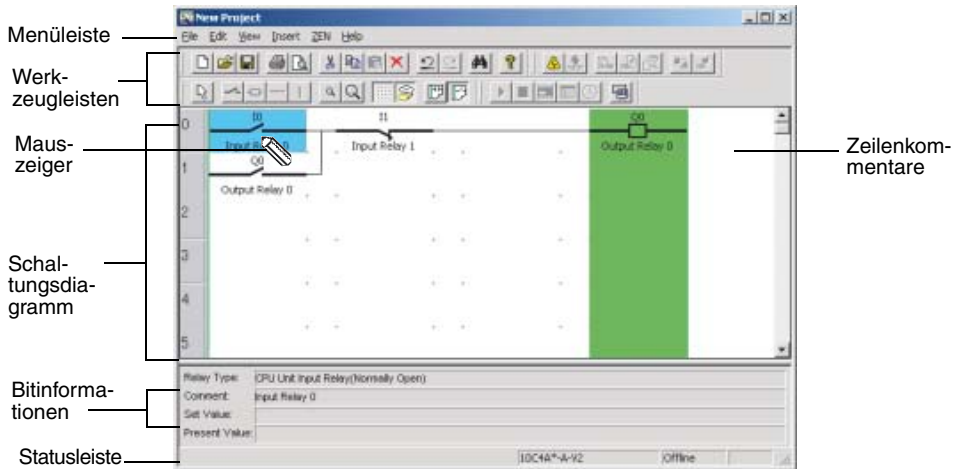 New Project
Menüleiste
File Edit View Insert ZEN Help
Werk-
zeugleisten
0
I0
I1
Q0
Maus-
zeiger
Input Relay 0
Input Relay 1
Output Relay 0
Zeilenkom-
mentare
1
Q0
Output Relay 0
2
3
Schal-
tungsdia-
gramm
4
5
Relay Type: CPU Unit Input Relay(Normally Open)
Bitinforma-
tionen
Comment: Input Relay 0
Set Value:
Present Value:
Statusleiste
10C4A*-A-V2
Offline